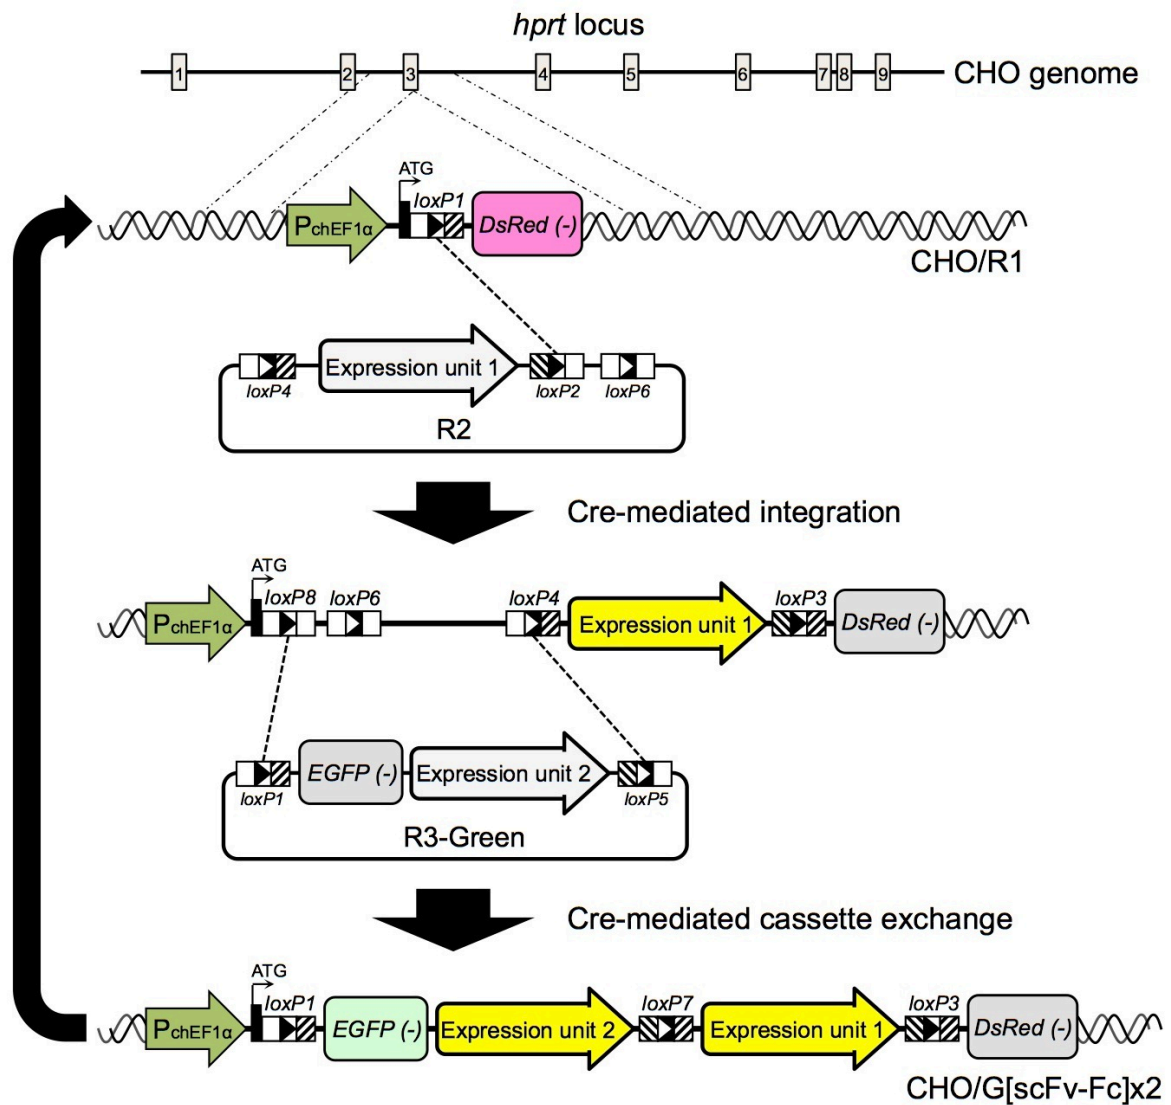 hprt locus
1 2 3 4 5 6 7 8 9 CHO genome
ATG
loxP1
PchEF1α DsRed (-)
CHO/R1
Expression unit 1
loxP4 loxP2 loxP6
R2
Cre-mediated integration
ATG
loxP8 loxP6 loxP4 loxP3
PchEF1α Expression unit 1 DsRed (-)
EGFP (-) Expression unit 2
loxP1 loxP5
R3-Green
Cre-mediated cassette exchange
ATG
loxP1 loxP7 loxP3
PchEF1α EGFP (-) Expression unit 2 Expression unit 1 DsRed (-)
CHO/G[scFv-Fc]x2